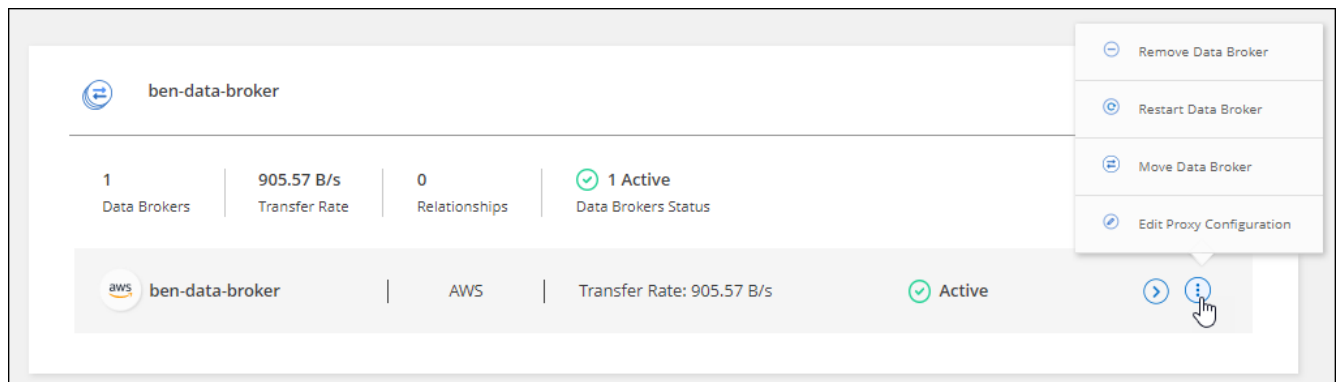 ben-data-broker
Remove Data Broker
Restart Data Broker
Move Data Broker
Edit Proxy Configuration
1
Data Brokers
905.57 B/s
Transfer Rate
0
Relationships
1 Active
Data Brokers Status
aws
ben-data-broker
AWS
Transfer Rate: 905.57 B/s
Active